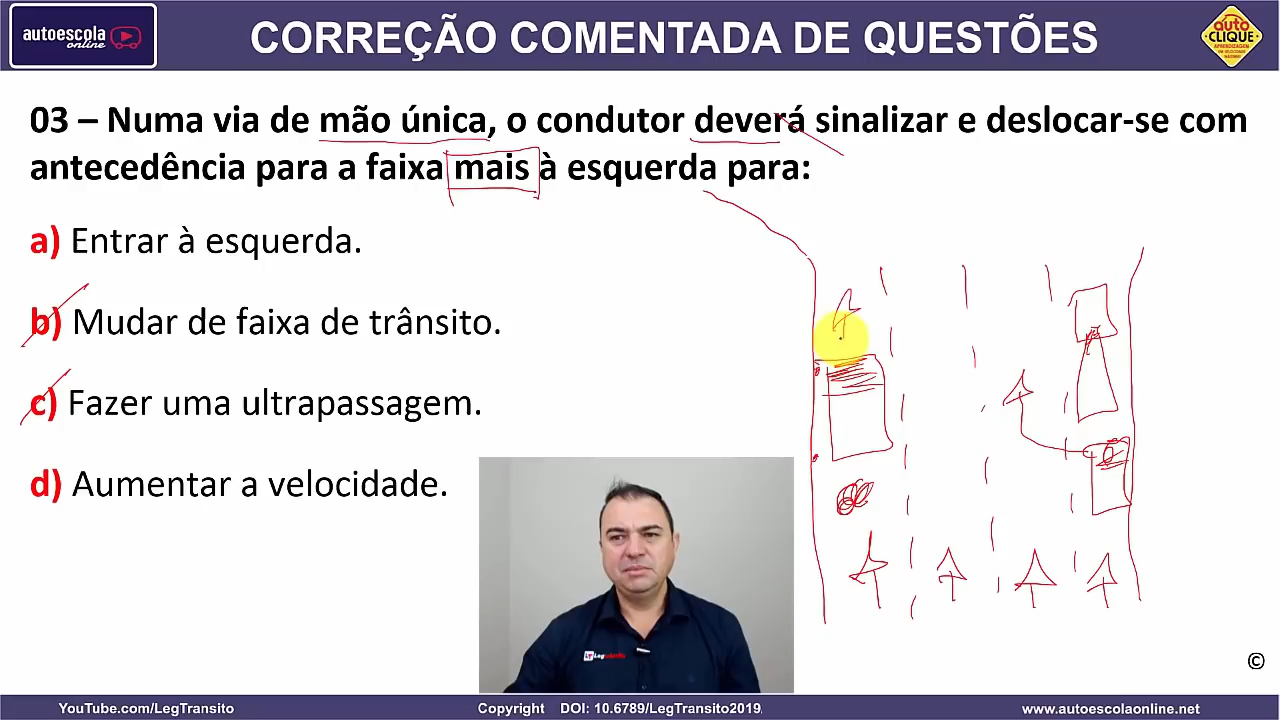 autoescola
online
CORREÇÃO COMENTADA DE QUESTÕES
auto
CLIQUE
03 – Numa via de mão única, o condutor deverá sinalizar e deslocar-se com
antecedência para a faixa mais à esquerda para:
a) Entrar à esquerda.
b) Mudar de faixa de trânsito.
c) Fazer uma ultrapassagem.
d) Aumentar a velocidade.
©
YouTube.com/LegTransito
Copyright DOI: 10.6789/LegTransito2019.
www.autoescolaonline.net